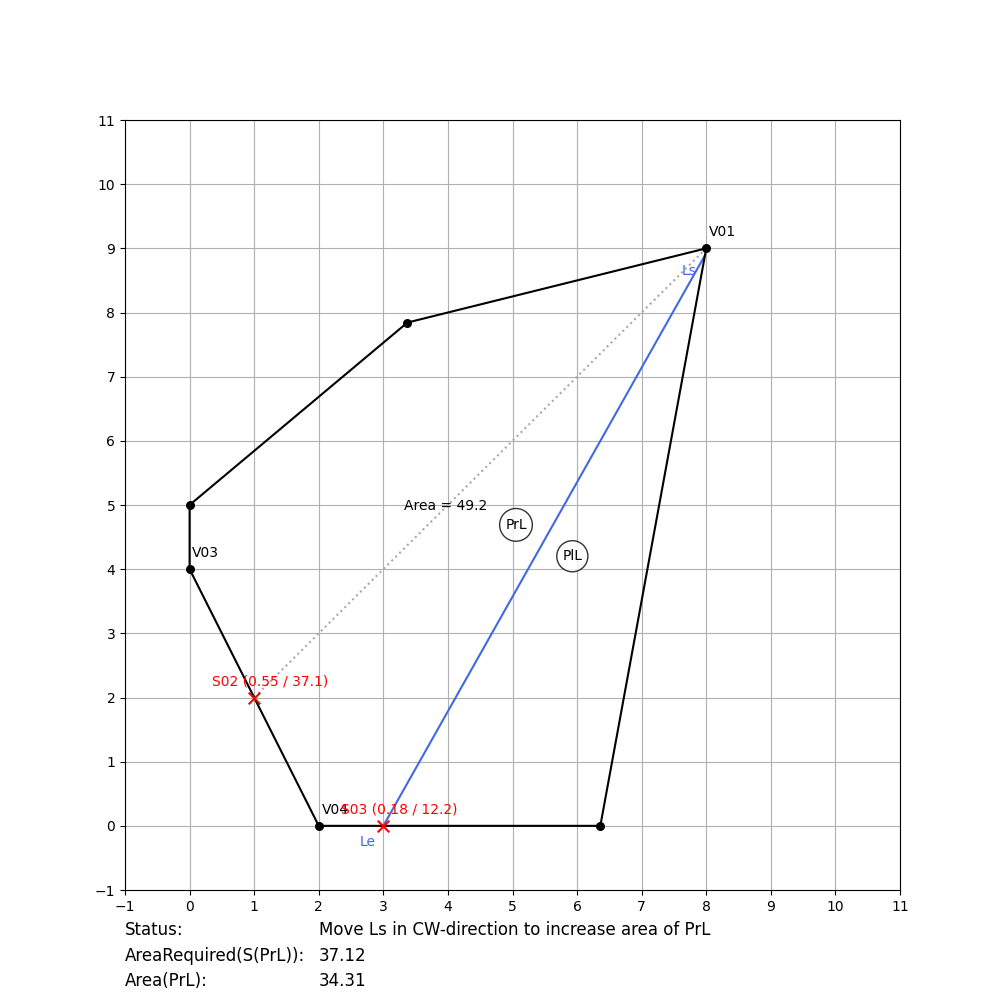 11
10
9
8
7
6
5
4
3
2
1
0
−1
V01
Ls
Area = 49.2
PrL
PlL
V03
S02 (0.55 / 37.1)
V04
S03 (0.18 / 12.2)
Le
−1 0 1 2 3 4 5 6 7 8 9 10 11
Status: Move Ls in CW-direction to increase area of PrL
AreaRequired(S(PrL)): 37.12
Area(PrL): 34.31